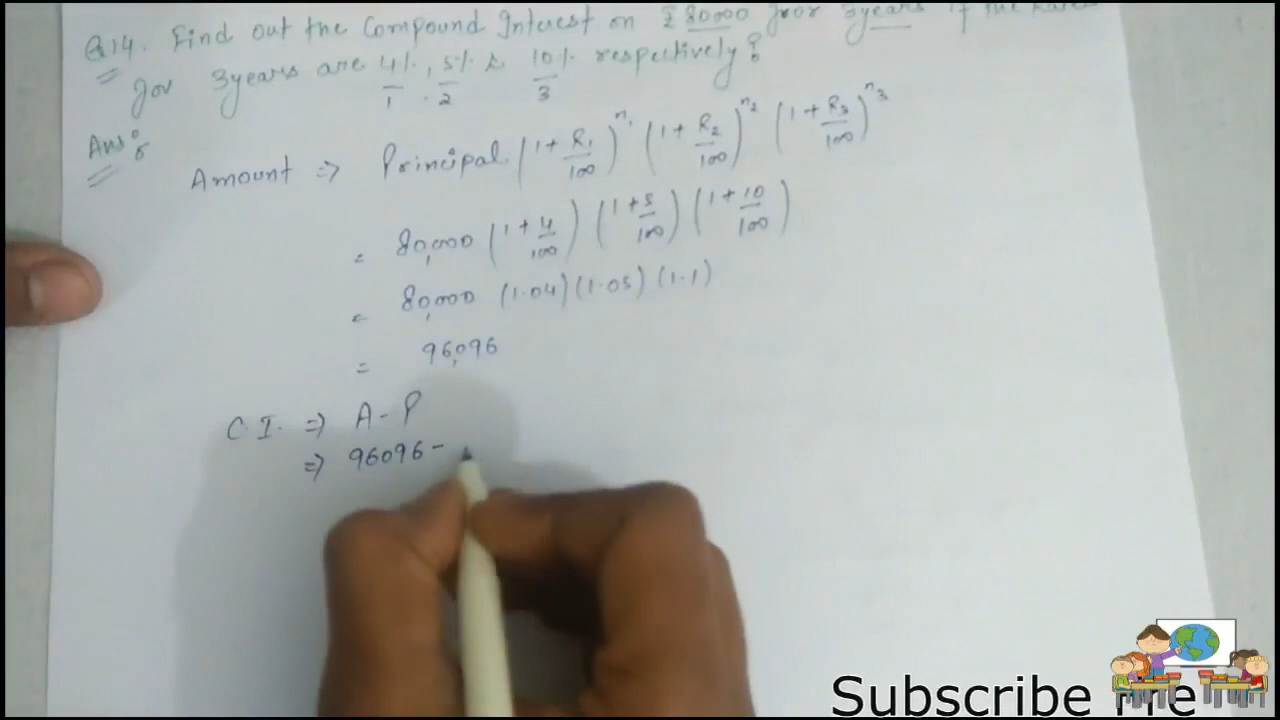 Q14. Find out the Compound Interest on ₹ 80000 for 3years if the Rates
for 3years are 4%, 5% & 10% respectively?
1 2 3
Ans:
Amount ⇒ Principal (1 + R₁/100)^n₁ (1 + R₂/100)^n₂ (1 + R₃/100)^n₃
= 80,000 (1 + 4/100) (1 + 5/100) (1 + 10/100)
= 80,000 (1.04) (1.05) (1.1)
= 96,096
C.I. ⇒ A - P
⇒ 96096 -
Subscribe Me